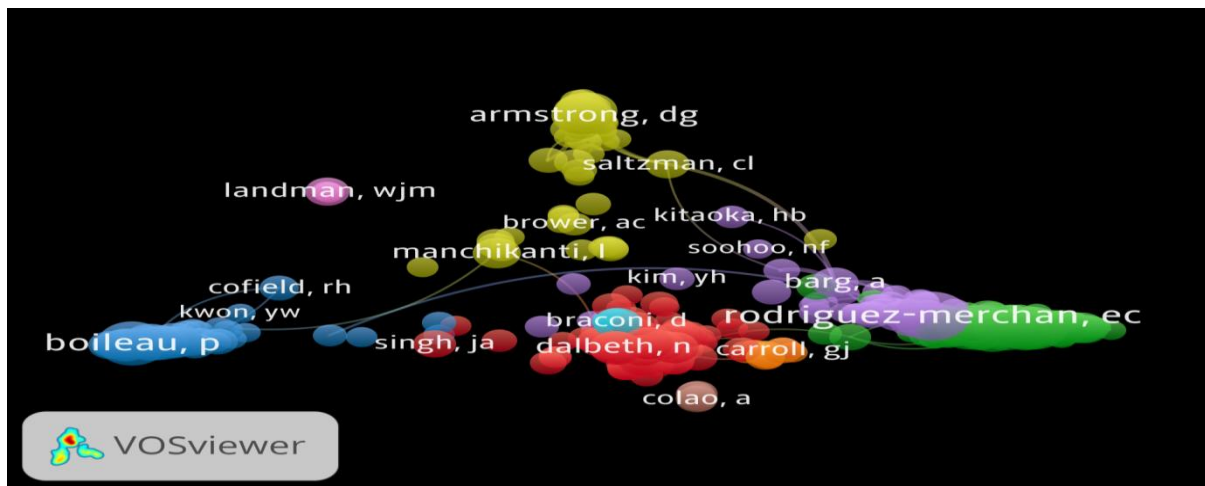 armstrong, dg
saltzman, cl
landman, wjm
kitaoka, hb
brower, ac
soohoo, nf
manchikanti, l
kim, yh
barg, a
cofield, rh
kwon, yw
braconi, d
rodriguez-merchan, ec
boileau, p
singh, ja
dalbeth, n
carroll, gj
colao, a
VOSviewer